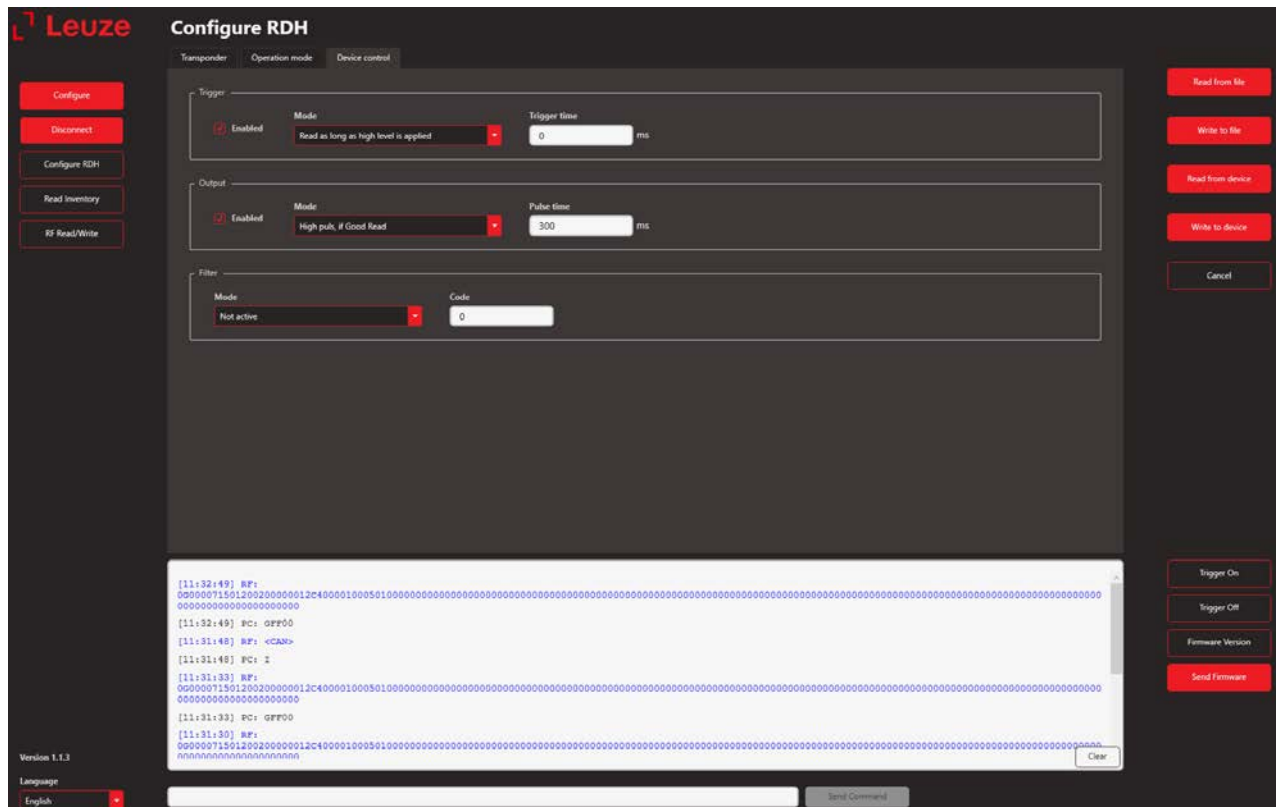 Leuze
Configure RDH
Transponder Operation mode Device control
Configure
Disconnect
Configure RDH
Read Inventory
RF Read/Write
Trigger
Enabled
Mode
Read as long as high level is applied
Trigger time
0 ms
Output
Enabled
Mode
High puls, if Good Read
Pulse time
300 ms
Filter
Mode
Not active
Code
0
Read from file
Write to file
Read from device
Write to device
Cancel
[11:32:49] RF:
[11:32:49] PC: GFF00
[11:31:48] RF: <CAN>
[11:31:48] PC: I
[11:31:33] RF:
[11:31:33] PC: GFF00
[11:31:30] RF:
Clear
Trigger On
Trigger Off
Firmware Version
Send Firmware
Version 1.1.3
Language
English
Send Command